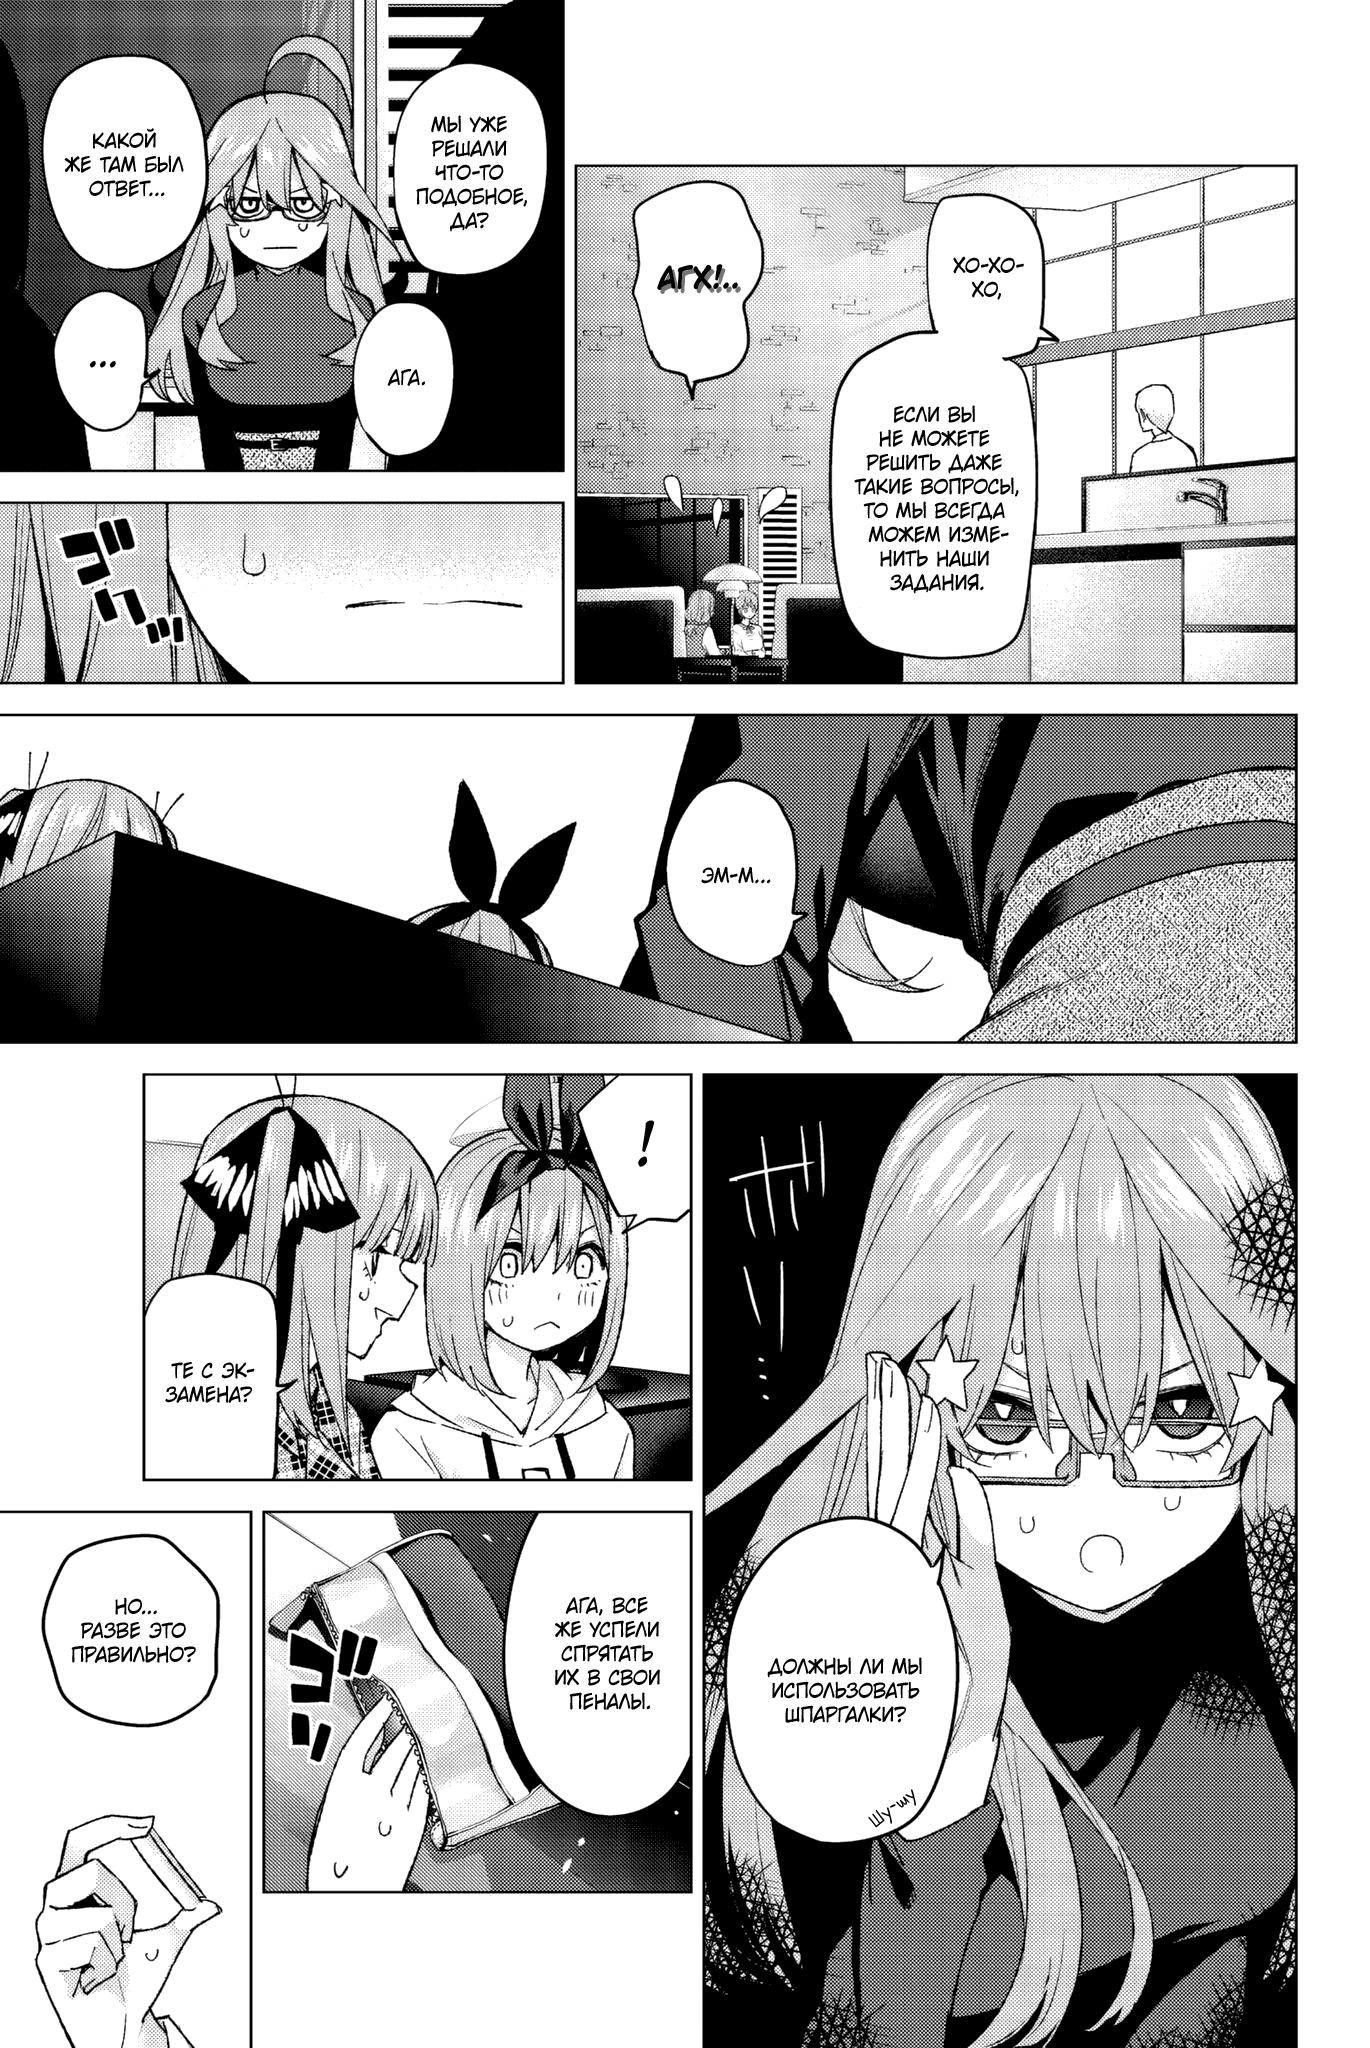 ХО-ХО-
ХО,
ЕСЛИ ВЫ
НЕ МОЖЕТЕ
РЕШИТЬ ДАЖЕ
ТАКИЕ ВОПРОСЫ,
ТО МЫ ВСЕГДА
МОЖЕМ ИЗМЕ-
НИТЬ НАШИ
ЗАДАНИЯ.
АГХ!..
МЫ УЖЕ
РЕШАЛИ
ЧТО-ТО
ПОДОБНОЕ,
ДА?
КАКОЙ
ЖЕ ТАМ БЫЛ
ОТВЕТ...
АГА.
...
E
ЭМ-М...
ДОЛЖНЫ ЛИ МЫ
ИСПОЛЬЗОВАТЬ
ШПАРГАЛКИ?
ШУ-ШУ
!
ТЕ С ЭК-
ЗАМЕНА?
АГА, ВСЕ
ЖЕ УСПЕЛИ
СПРЯТАТЬ
ИХ В СВОИ
ПЕНАЛЫ.
НО...
РАЗВЕ ЭТО
ПРАВИЛЬНО?